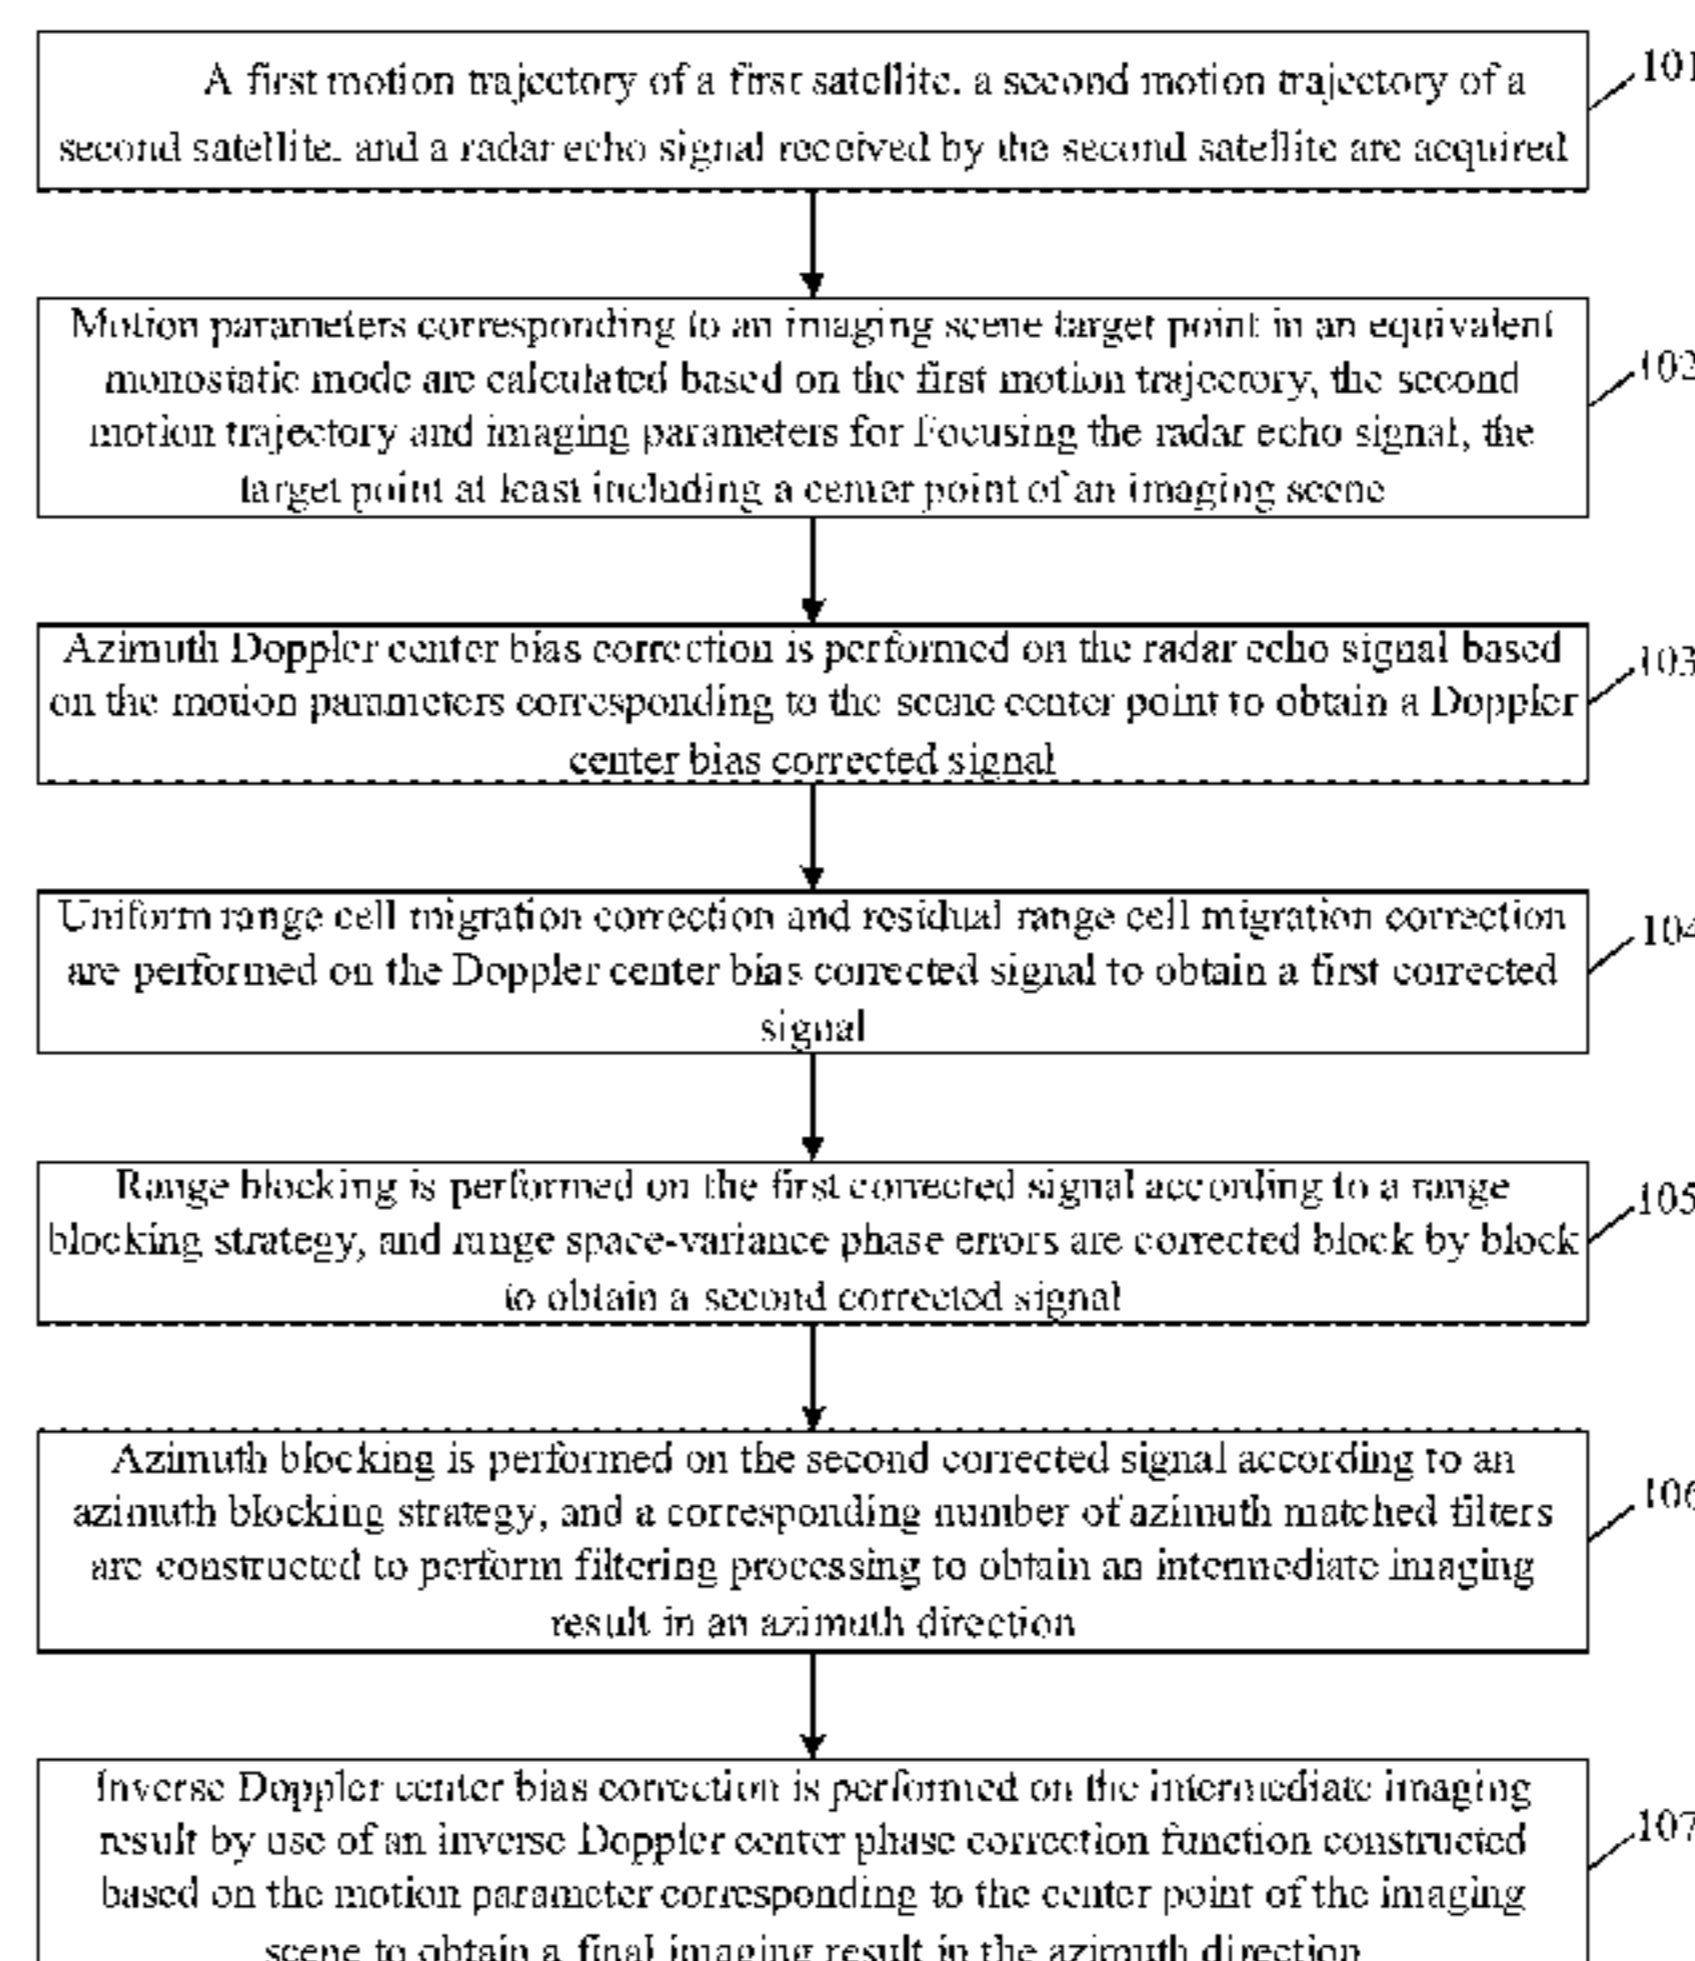 A first motion trajectory of a first satellite, a second motion trajectory of a
second satellite, and a radar echo signal received by the second satellite are acquired
101
Motion parameters corresponding to an imaging scene target point in an equivalent
monostatic mode are calculated based on the first motion trajectory, the second
motion trajectory and imaging parameters for Focusing the radar echo signal, the
target point at least including a center point of an imaging scene
102
Azimuth Doppler center bias correction is performed on the radar echo signal based
on the motion parameters corresponding to the scene center point to obtain a Doppler
center bias corrected signal
103
Uniform range cell migration correction and residual range cell migration correction
are performed on the Doppler center bias corrected signal to obtain a first corrected
signal
104
Range blocking is performed on the first corrected signal according to a range
blocking strategy, and range space-variance phase errors are corrected block by block
to obtain a second corrected signal
105
Azimuth blocking is performed on the second corrected signal according to an
azimuth blocking strategy, and a corresponding number of azimuth matched filters
are constructed to perform filtering processing to obtain an intermediate imaging
result in an azimuth direction
106
Inverse Doppler center bias correction is performed on the intermediate imaging
result by use of an inverse Doppler center phase correction function constructed
based on the motion parameter corresponding to the center point of the imaging
scene to obtain a final imaging result in the azimuth direction
107